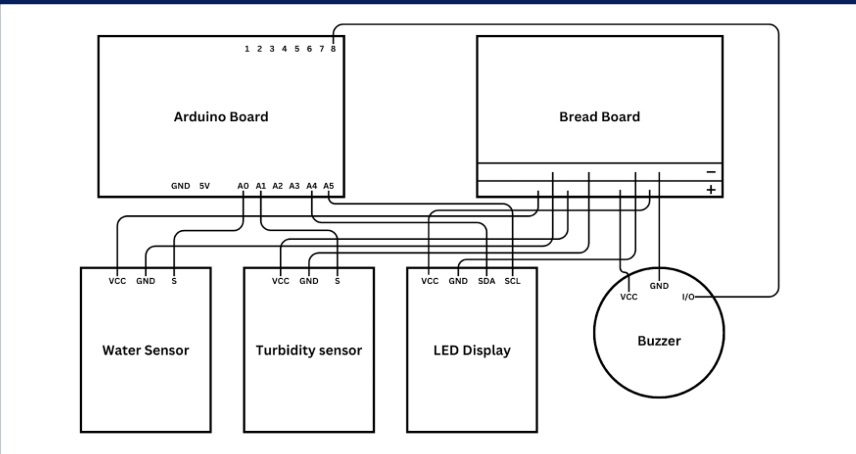 1 2 3 4 5 6 7 8
Arduino Board
Bread Board
GND 5V A0 A1 A2 A3 A4 A5
−
+
VCC GND S
Water Sensor
VCC GND S
Turbidity sensor
VCC GND SDA SCL
LED Display
GND
VCC
I/O
Buzzer